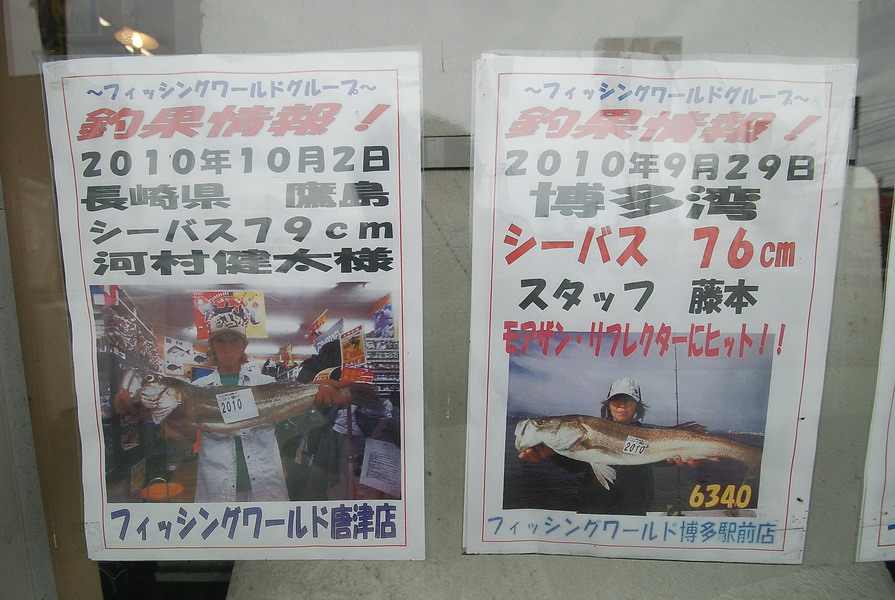 ～フィッシングワールドグループ～
釣果情報！
2010年10月2日
長崎県 鷹島
シーバス79cm
河村健太様
2010
フィッシングワールド唐津店
～フィッシングワールドグループ～
釣果情報！
2010年9月29日
博多湾
シーバス 76cm
スタッフ 藤本
モアザン・リフレクターにヒット！！
2010
6340
フィッシングワールド博多駅前店